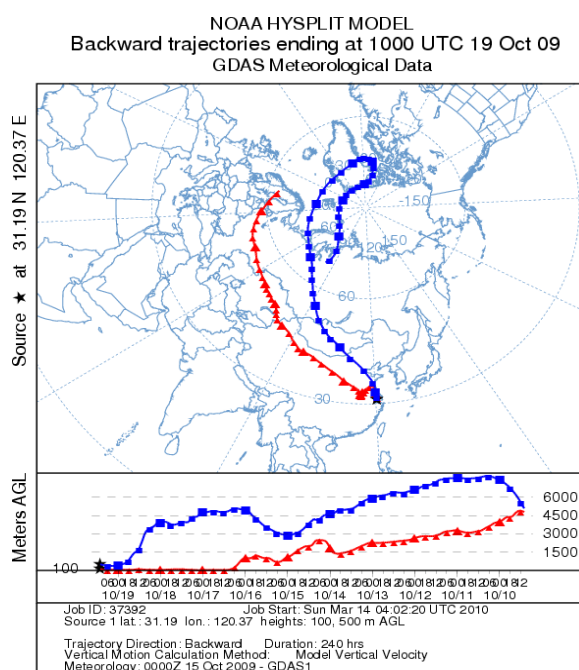 NOAA HYSPLIT MODEL
Backward trajectories ending at 1000 UTC 19 Oct 09
GDAS Meteorological Data
Source ★ at 31.19 N 120.37 E
-150
150
120
60
60
30
Meters AGL
6000
4500
3000
1500
100
10/19 10/18 10/17 10/16 10/15 10/14 10/13 10/12 10/11 10/10
Job ID: 37392 Job Start: Sun Mar 14 04:02:20 UTC 2010
Source 1 lat.: 31.19 lon.: 120.37 heights: 100, 500 m AGL
Trajectory Direction: Backward Duration: 240 hrs
Vertical Motion Calculation Method: Model Vertical Velocity
Meteorology: 0000Z 15 Oct 2009 - GDAS1